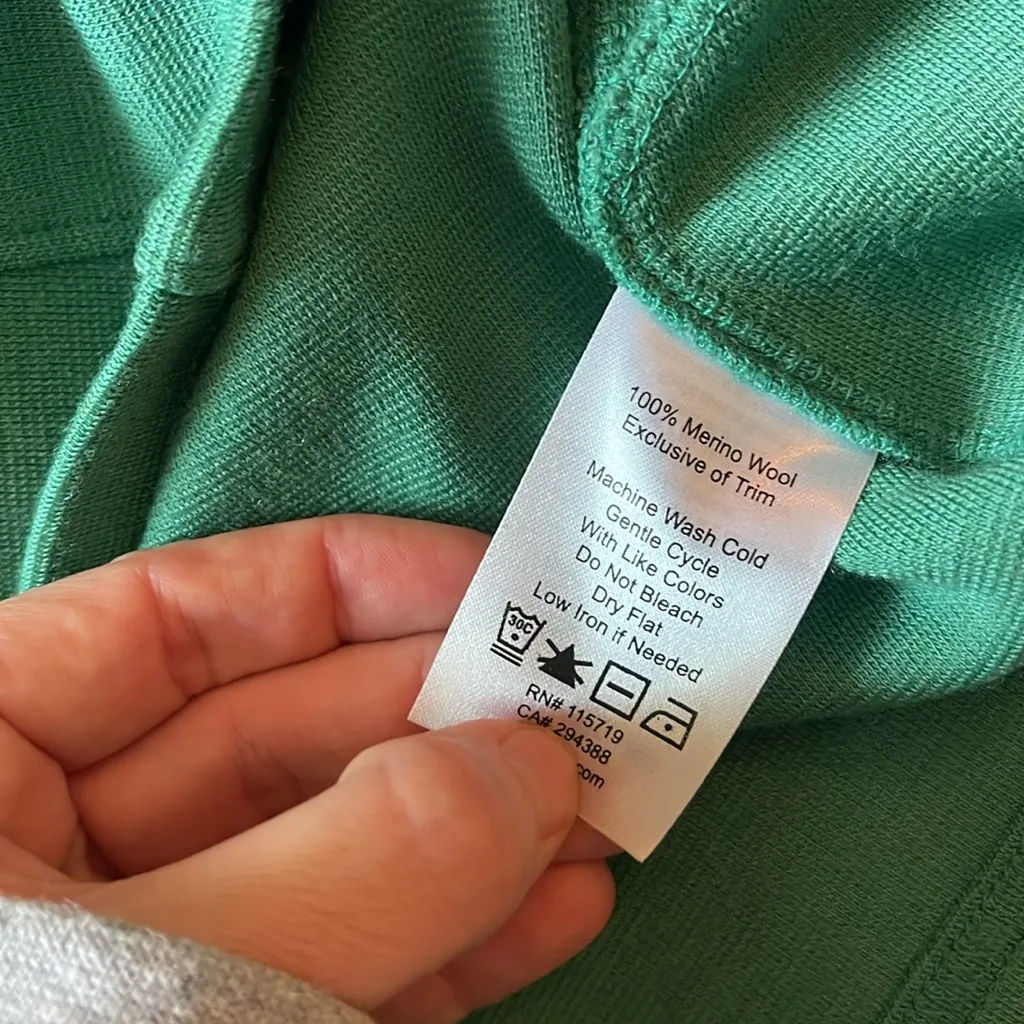 100% Merino Wool
Exclusive of Trim
Machine Wash Cold
Gentle Cycle
With Like Colors
Do Not Bleach
Dry Flat
Low Iron if Needed
30C
RN# 115719
CA# 294388
.com